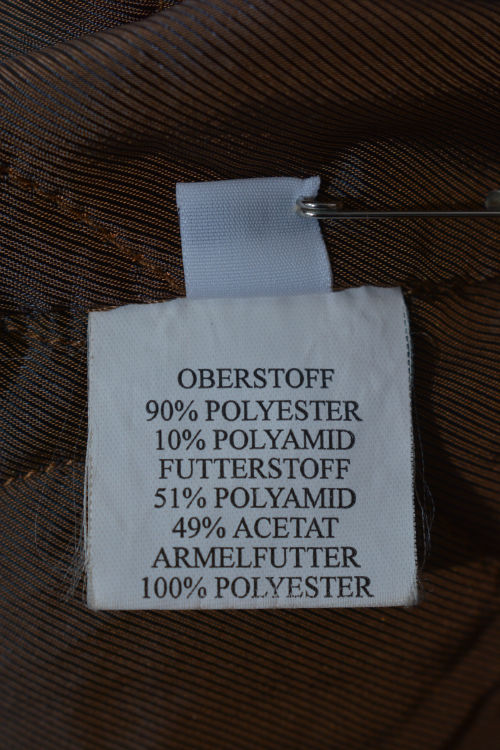 OBERSTOFF
90% POLYESTER
10% POLYAMID
FUTTERSTOFF
51% POLYAMID
49% ACETAT
ARMELFUTTER
100% POLYESTER